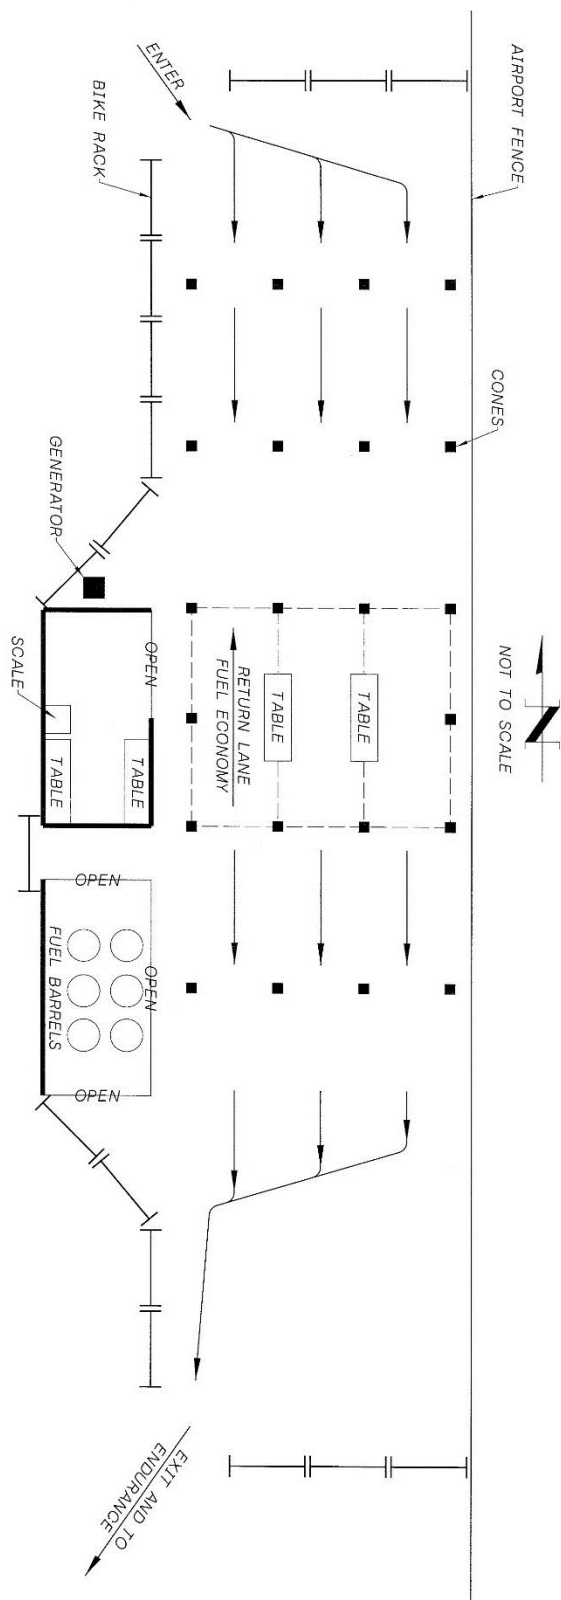 ENTER
BIKE RACK
AIRPORT FENCE
CONES
GENERATOR
NOT TO SCALE
SCALE
OPEN
TABLE
TABLE
RETURN LANE
FUEL ECONOMY
TABLE
TABLE
OPEN
OPEN
FUEL BARRELS
OPEN
EXIT AND TO
ENDURANCE